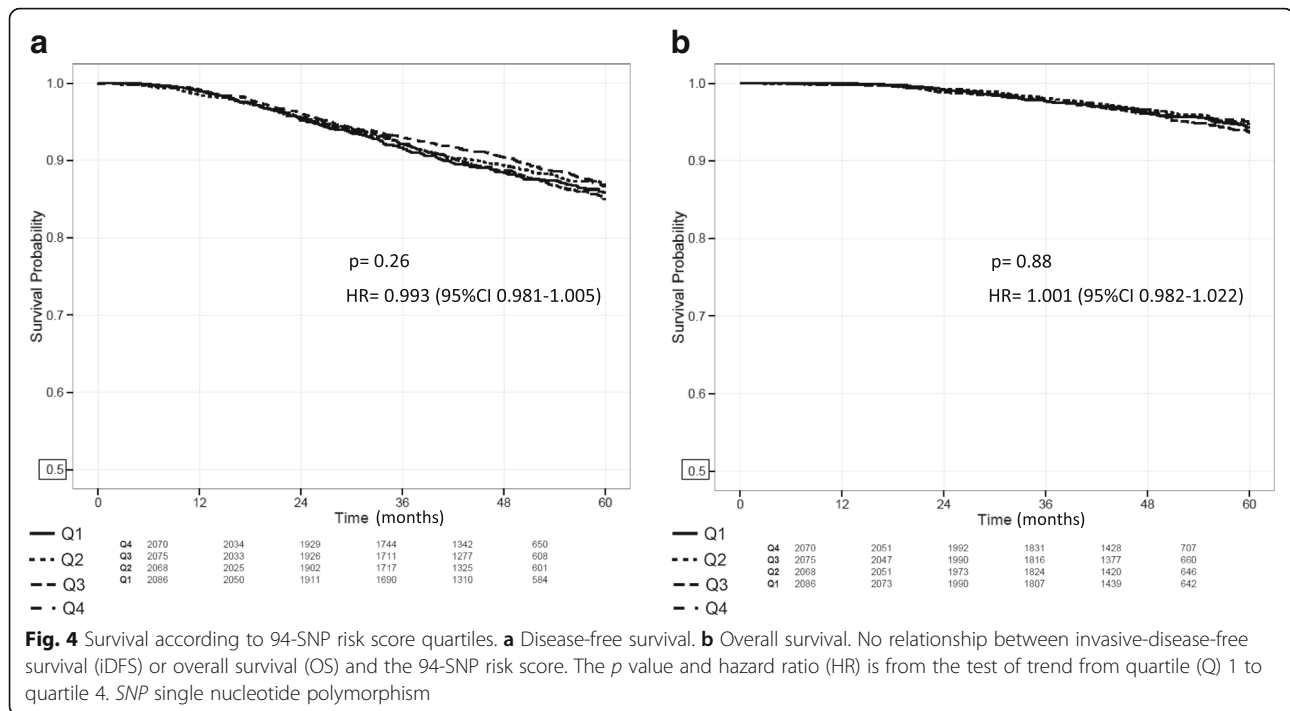 a
1.0
0.9
0.8
0.7
0.6
0.5
Survival Probability
p= 0.26
HR= 0.993 (95%CI 0.981-1.005)
0 12 24 36 48 60
Time (months)
Q1
Q2
Q3
Q4
Q4 2070 2034 1929 1744 1342 650
Q3 2075 2033 1926 1711 1277 608
Q2 2068 2025 1902 1717 1325 601
Q1 2086 2050 1911 1690 1310 584
b
1.0
0.9
0.8
0.7
0.6
0.5
Survival Probability
p= 0.88
HR= 1.001 (95%CI 0.982-1.022)
0 12 24 36 48 60
Time (months)
Q1
Q2
Q3
Q4
Q4 2070 2051 1992 1831 1428 707
Q3 2075 2047 1990 1816 1377 660
Q2 2068 2051 1973 1824 1420 646
Q1 2086 2073 1990 1807 1439 642
Fig. 4 Survival according to 94-SNP risk score quartiles. a Disease-free survival. b Overall survival. No relationship between invasive-disease-free
survival (iDFS) or overall survival (OS) and the 94-SNP risk score. The p value and hazard ratio (HR) is from the test of trend from quartile (Q) 1 to
quartile 4. SNP single nucleotide polymorphism